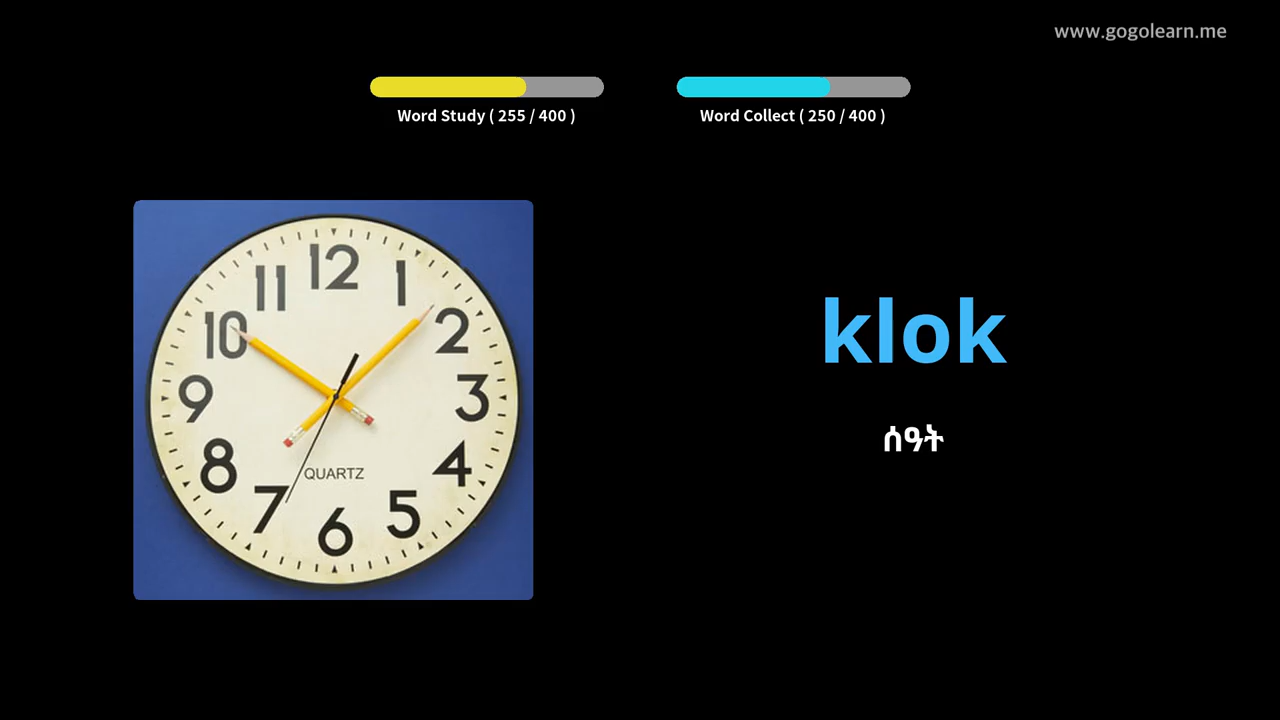 www.gogolearn.me
Word Study ( 255 / 400 )
Word Collect ( 250 / 400 )
12
11
1
10
2
9
3
8
4
7
5
6
QUARTZ
klok
ሰዓት